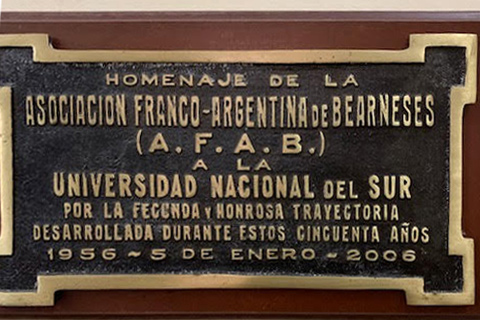 HOMENAJE DE LA
ASOCIACION FRANCO-ARGENTINA DE BEARNESES
(A.F.A.B.)
A LA
UNIVERSIDAD NACIONAL DEL SUR
POR LA FECUNDA Y HONROSA TRAYECTORIA
DESARROLLADA DURANTE ESTOS CINCUENTA AÑOS
1956 ~ 5 DE ENERO ~ 2006